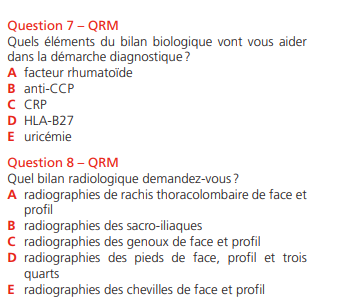 Question 7 – QRM
Quels éléments du bilan biologique vont vous aider
dans la démarche diagnostique ?
A facteur rhumatoïde
B anti-CCP
C CRP
D HLA-B27
E uricémie
Question 8 – QRM
Quel bilan radiologique demandez-vous ?
A radiographies de rachis thoracolombaire de face et
profil
B radiographies des sacro-iliaques
C radiographies des genoux de face et profil
D radiographies des pieds de face, profil et trois
quarts
E radiographies des chevilles de face et profil